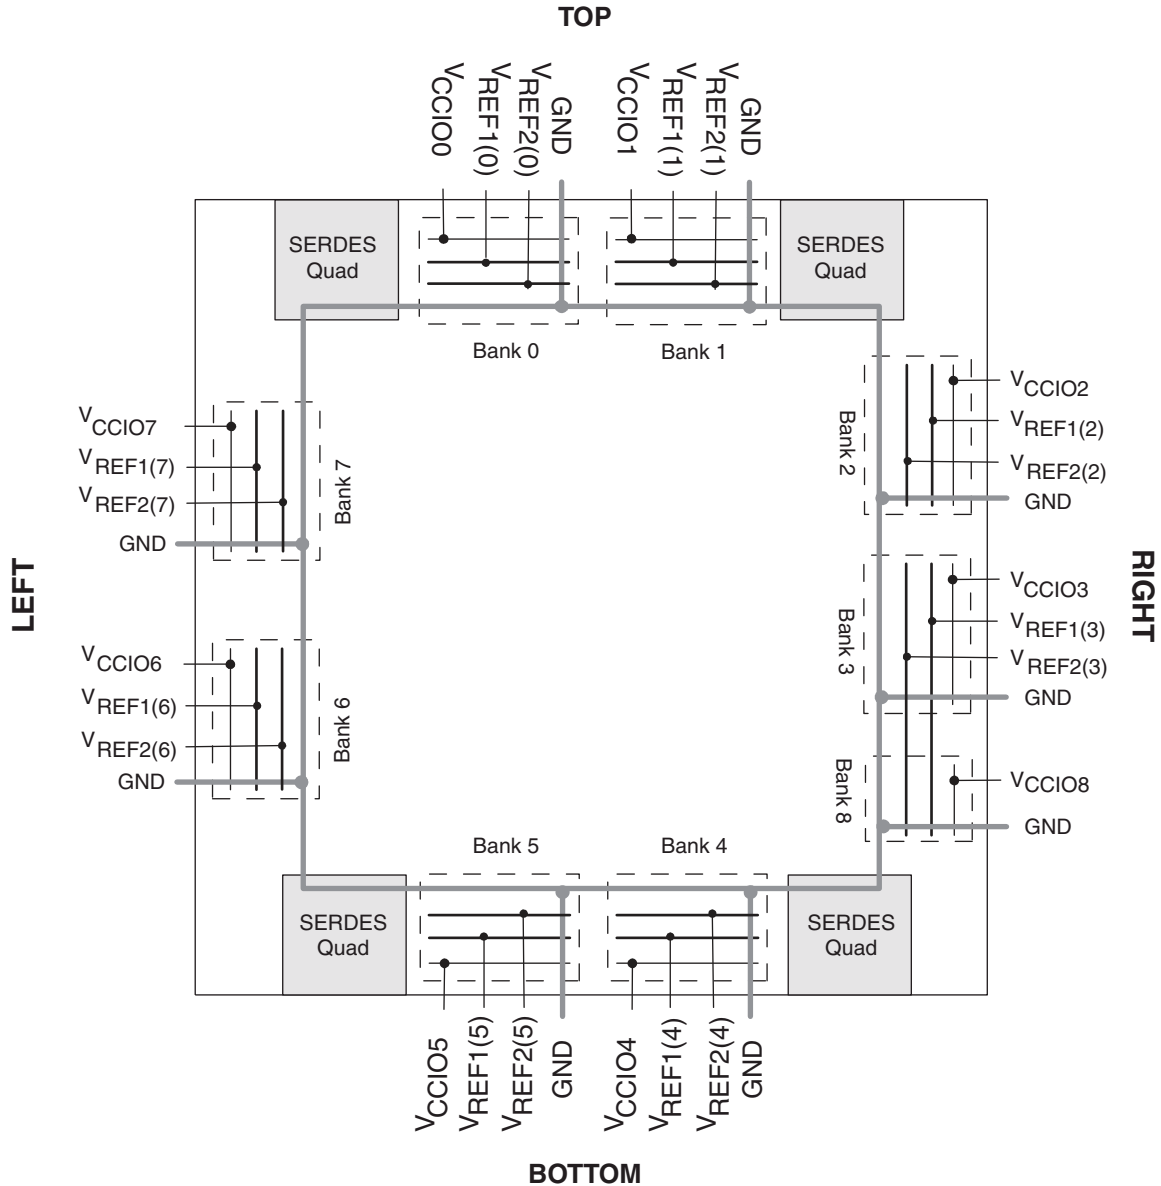 TOP
VCCIO0
VREF1(0)
VREF2(0)
GND
VCCIO1
VREF1(1)
VREF2(1)
GND
SERDES
Quad
SERDES
Quad
Bank 0
Bank 1
LEFT
VCCIO7
VREF1(7)
VREF2(7)
GND
Bank 7
VCCIO6
VREF1(6)
VREF2(6)
GND
Bank 6
Bank 2
VCCIO2
VREF1(2)
VREF2(2)
GND
Bank 3
VCCIO3
VREF1(3)
VREF2(3)
GND
Bank 8
VCCIO8
GND
RIGHT
Bank 5
Bank 4
SERDES
Quad
SERDES
Quad
VCCIO5
VREF1(5)
VREF2(5)
GND
VCCIO4
VREF1(4)
VREF2(4)
GND
BOTTOM